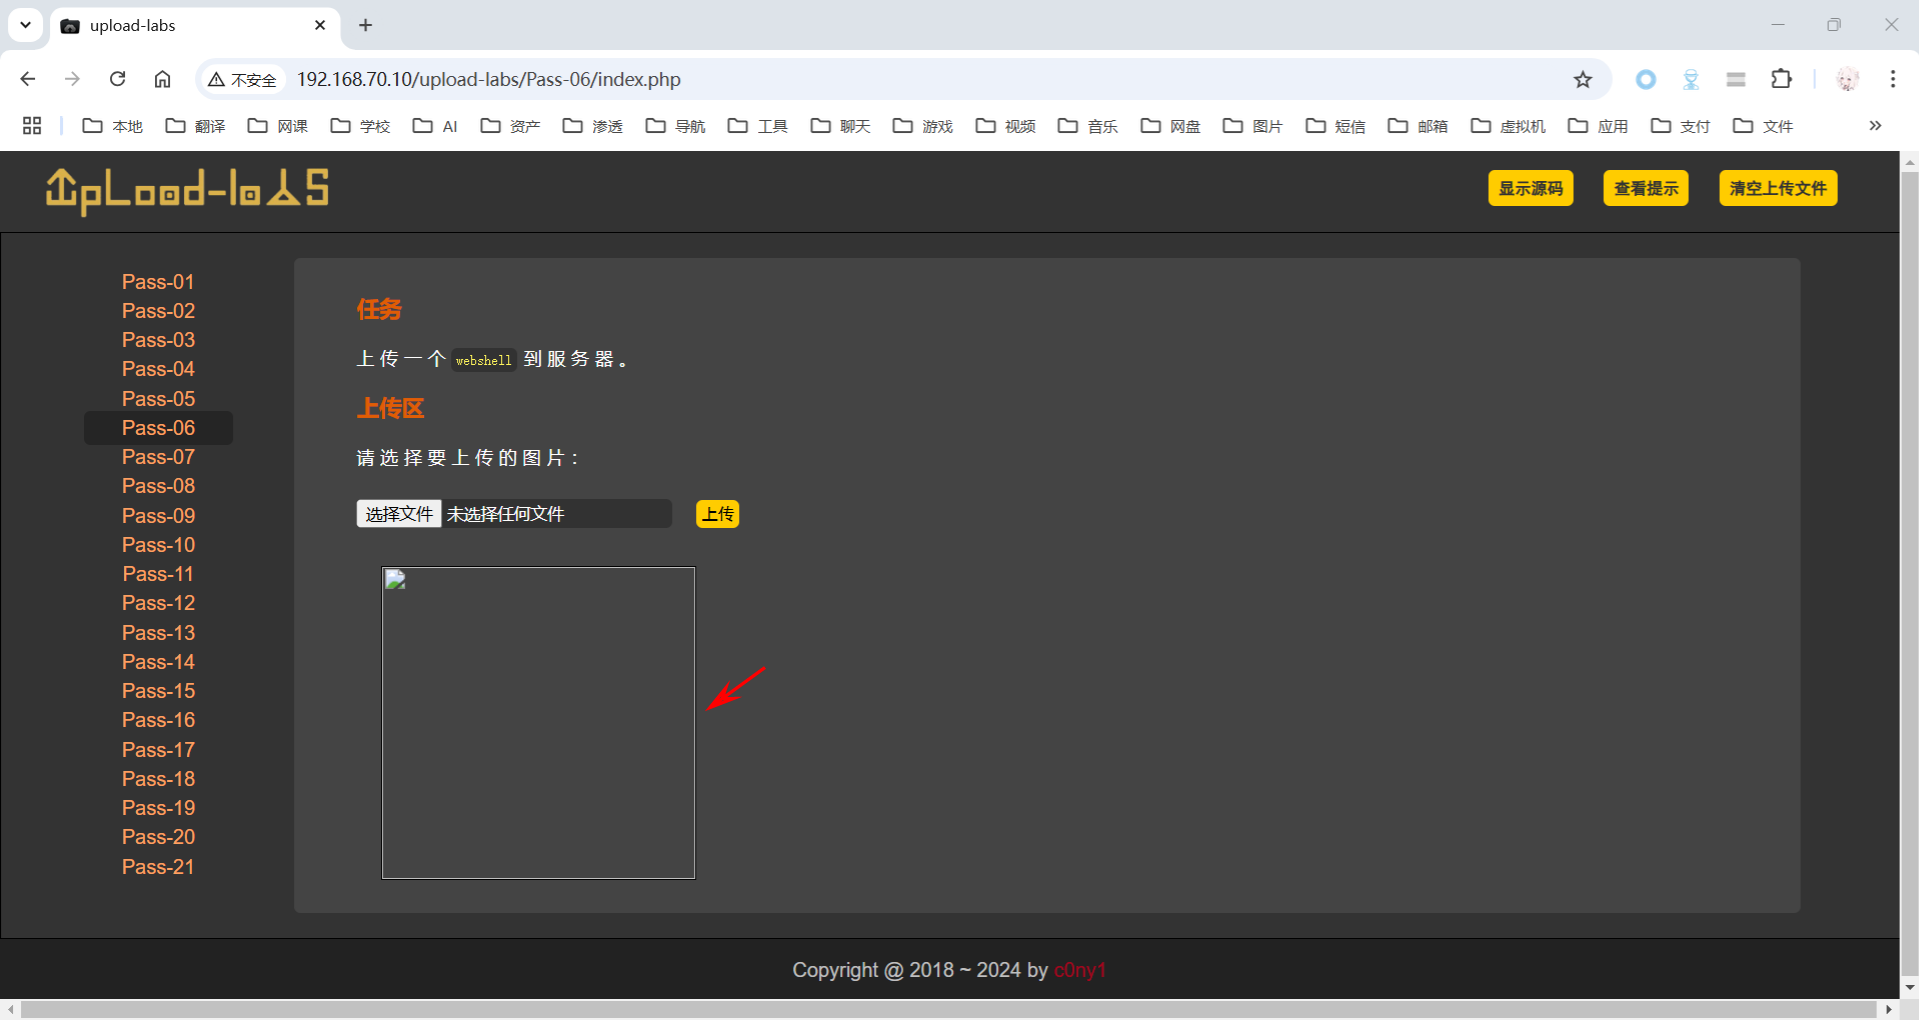 upload-labs
不安全 192.168.70.10/upload-labs/Pass-06/index.php
本地 翻译 网课 学校 AI 资产 渗透 导航 工具 聊天 游戏 视频 音乐 网盘 图片 短信 邮箱 虚拟机 应用 支付 文件
UpLoad-labS
显示源码 查看提示 清空上传文件
Pass-01
Pass-02
Pass-03
Pass-04
Pass-05
Pass-06
Pass-07
Pass-08
Pass-09
Pass-10
Pass-11
Pass-12
Pass-13
Pass-14
Pass-15
Pass-16
Pass-17
Pass-18
Pass-19
Pass-20
Pass-21
任务
上传一个 webshell 到服务器。
上传区
请选择要上传的图片：
选择文件 未选择任何文件 上传
Copyright @ 2018 ~ 2024 by c0ny1